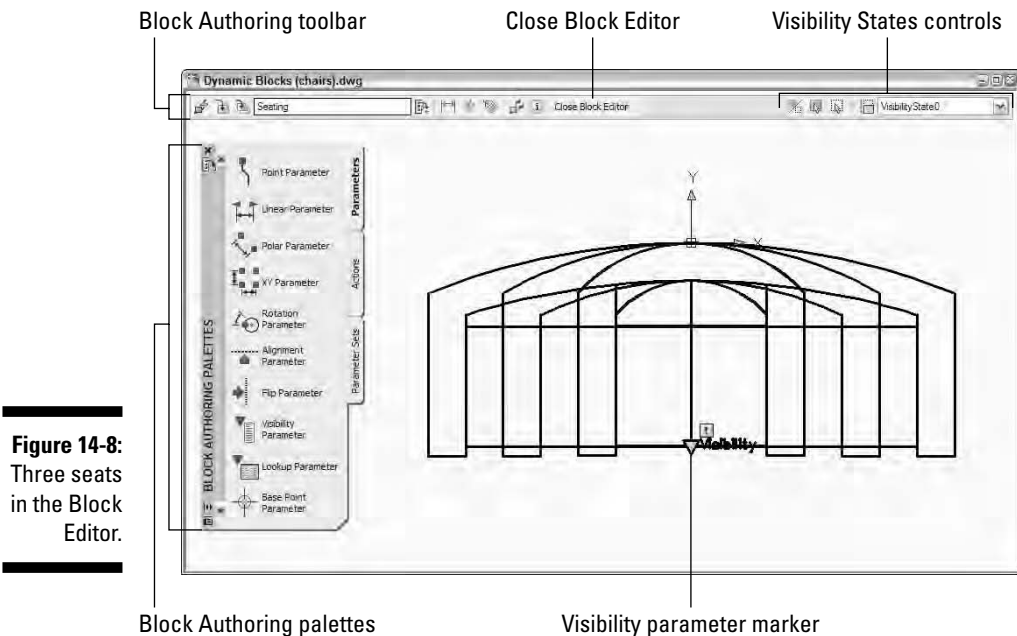 Block Authoring toolbar
Close Block Editor
Visibility States controls
Dynamic Blocks (chairs).dwg
Seating
Close Block Editor
VisibilityState0
Point Parameter
Linear Parameter
Polar Parameter
XY Parameter
Rotation
Parameter
Alignment
Parameter
Flip Parameter
Visibility
Parameter
Lookup Parameter
Base Point
Parameter
Parameters
Actions
Parameter Sets
BLOCK AUTHORING PALETTES
Y
X
Visibility
Figure 14-8:
Three seats
in the Block
Editor.
Block Authoring palettes
Visibility parameter marker